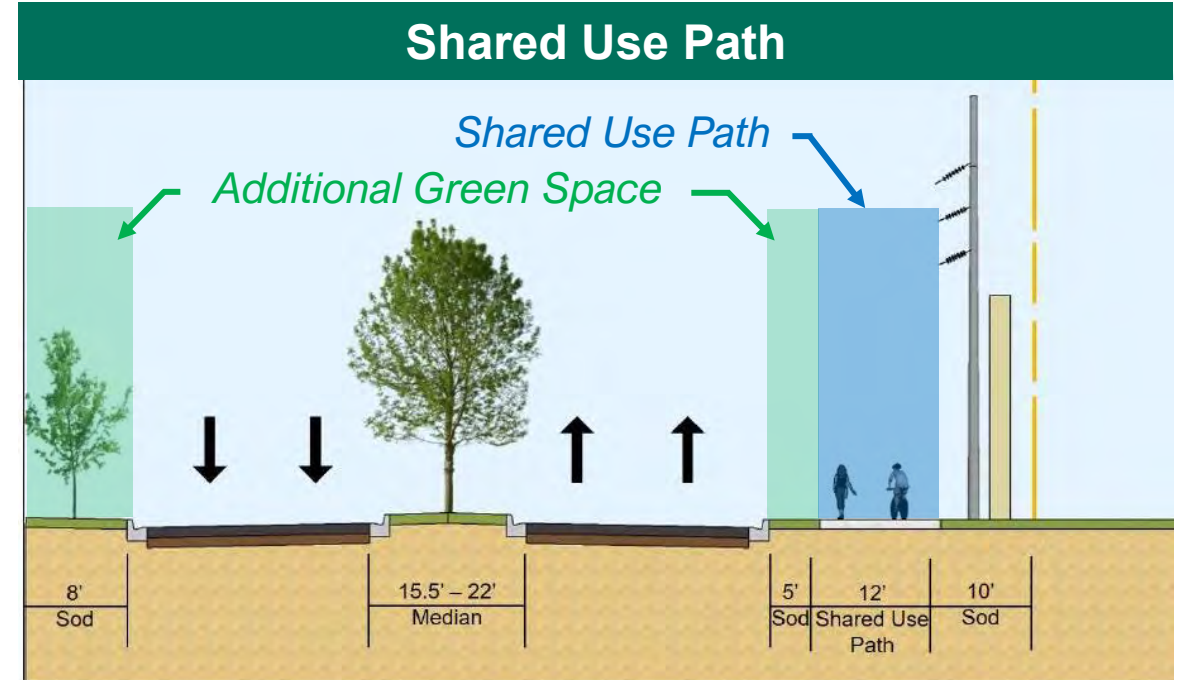 Shared Use Path
Shared Use Path
Additional Green Space
8'
Sod
15.5' – 22'
Median
5'
Sod
12'
Shared Use
Path
10'
Sod